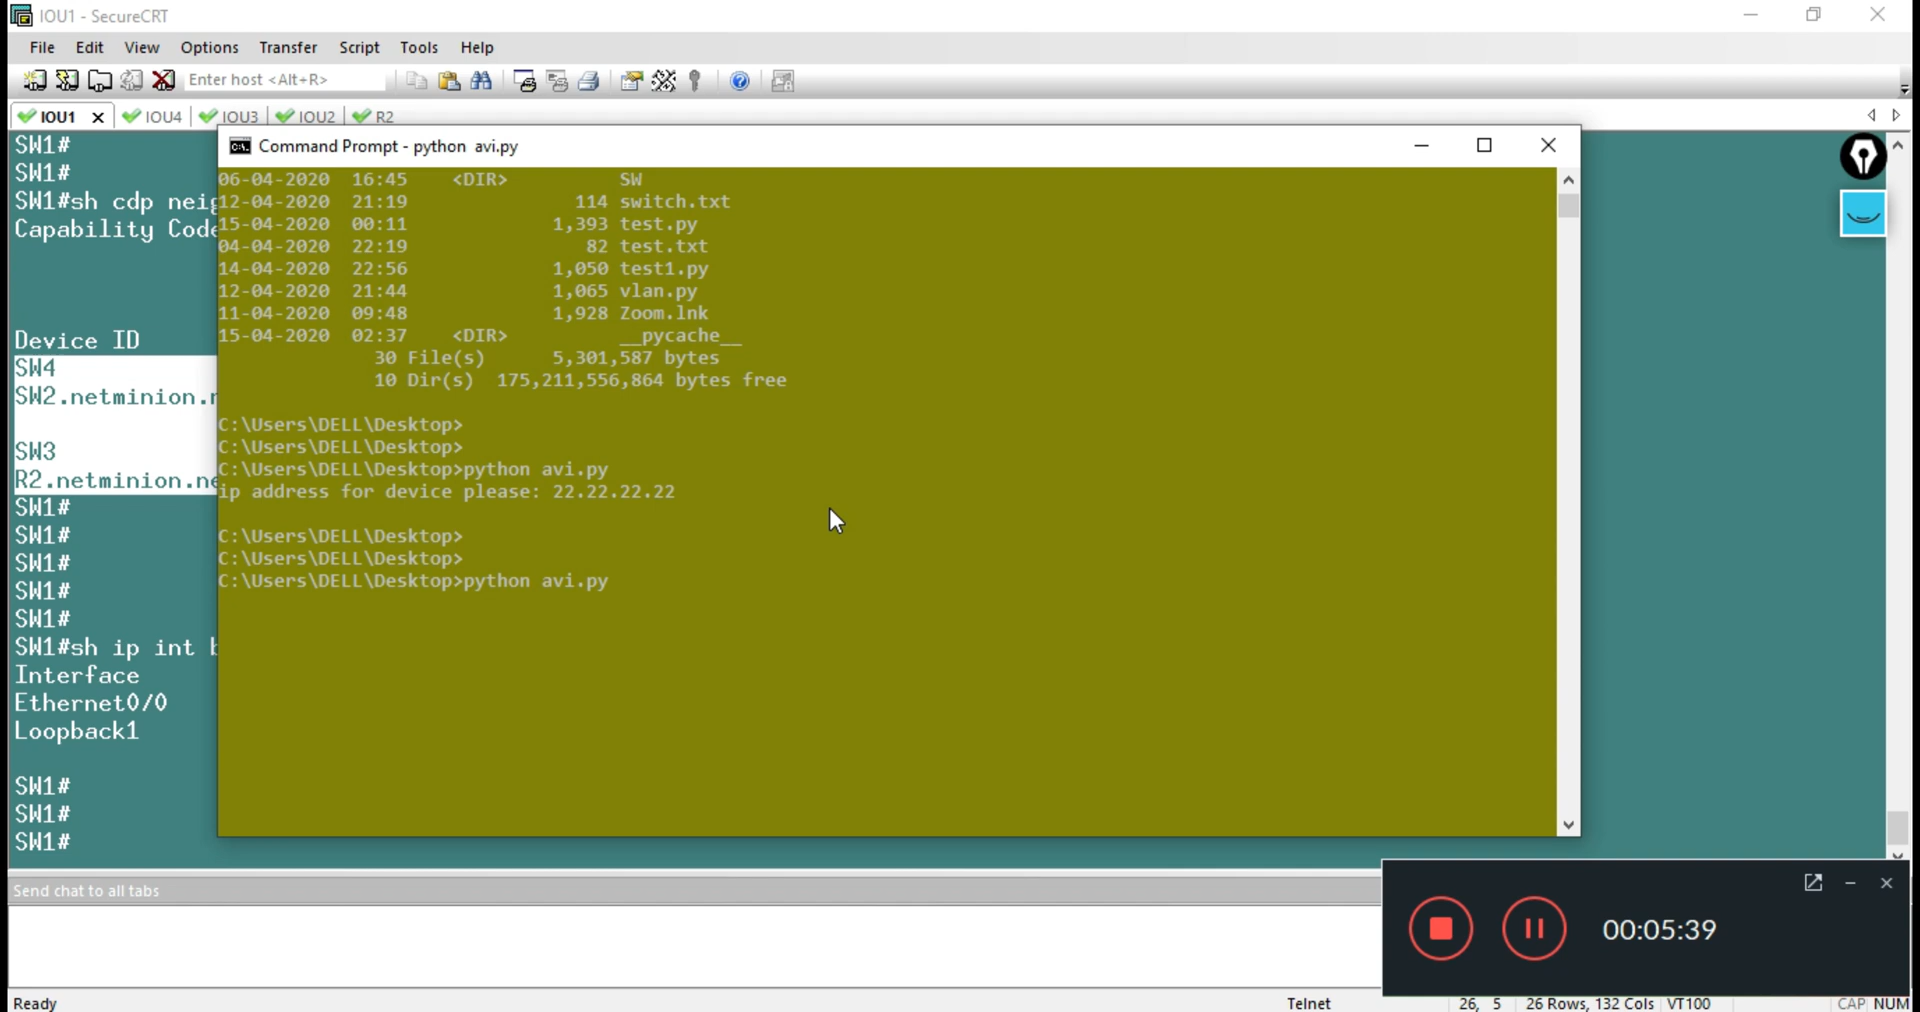 IOU1 - SecureCRT
File Edit View Options Transfer Script Tools Help
Enter host <Alt+R>
IOU1 IOU4 IOU3 IOU2 R2
SW1#
SW1#
SW1#sh cdp neig
Capability Code
Device ID
SW4
SW2.netminion.n
SW3
R2.netminion.ne
SW1#
SW1#
SW1#
SW1#
SW1#
SW1#sh ip int b
Interface
Ethernet0/0
Loopback1
SW1#
SW1#
SW1#
Command Prompt - python avi.py
06-04-2020 16:45 <DIR> SW
12-04-2020 21:19 114 switch.txt
15-04-2020 00:11 1,393 test.py
04-04-2020 22:19 82 test.txt
14-04-2020 22:56 1,050 test1.py
12-04-2020 21:44 1,065 vlan.py
11-04-2020 09:48 1,928 Zoom.lnk
15-04-2020 02:37 <DIR> __pycache__
30 File(s) 5,301,587 bytes
10 Dir(s) 175,211,556,864 bytes free
C:\Users\DELL\Desktop>
C:\Users\DELL\Desktop>
C:\Users\DELL\Desktop>python avi.py
ip address for device please: 22.22.22.22
C:\Users\DELL\Desktop>
C:\Users\DELL\Desktop>
C:\Users\DELL\Desktop>python avi.py
Send chat to all tabs
00:05:39
Ready Telnet 26, 5 26 Rows, 132 Cols VT100 CAP NUM